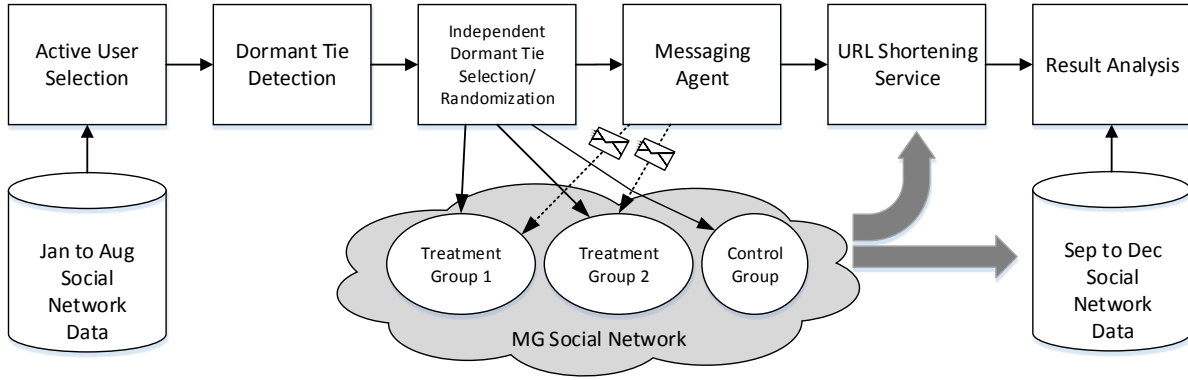 Active User
Selection
Dormant Tie
Detection
Independent
Dormant Tie
Selection/
Randomization
Messaging
Agent
URL Shortening
Service
Result Analysis
Jan to Aug
Social
Network
Data
Treatment
Group 1
Treatment
Group 2
Control
Group
MG Social Network
Sep to Dec
Social
Network
Data